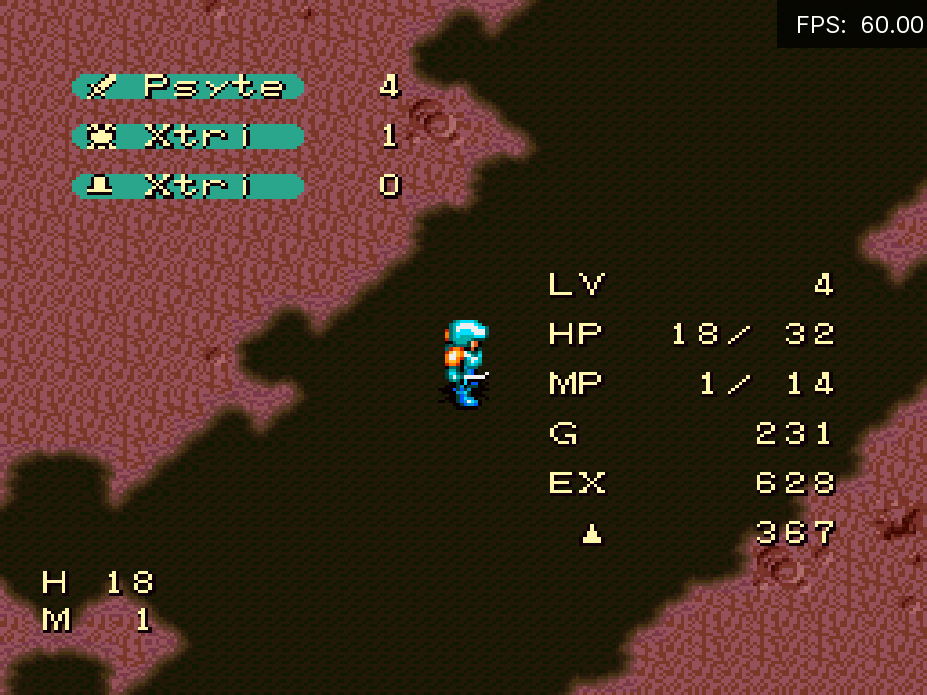 FPS: 60.00
Psyte 4
Xtri 1
Xtri 0
LV 4
HP 18/ 32
MP 1/ 14
G 231
EX 628
▲ 367
H 18
M 1